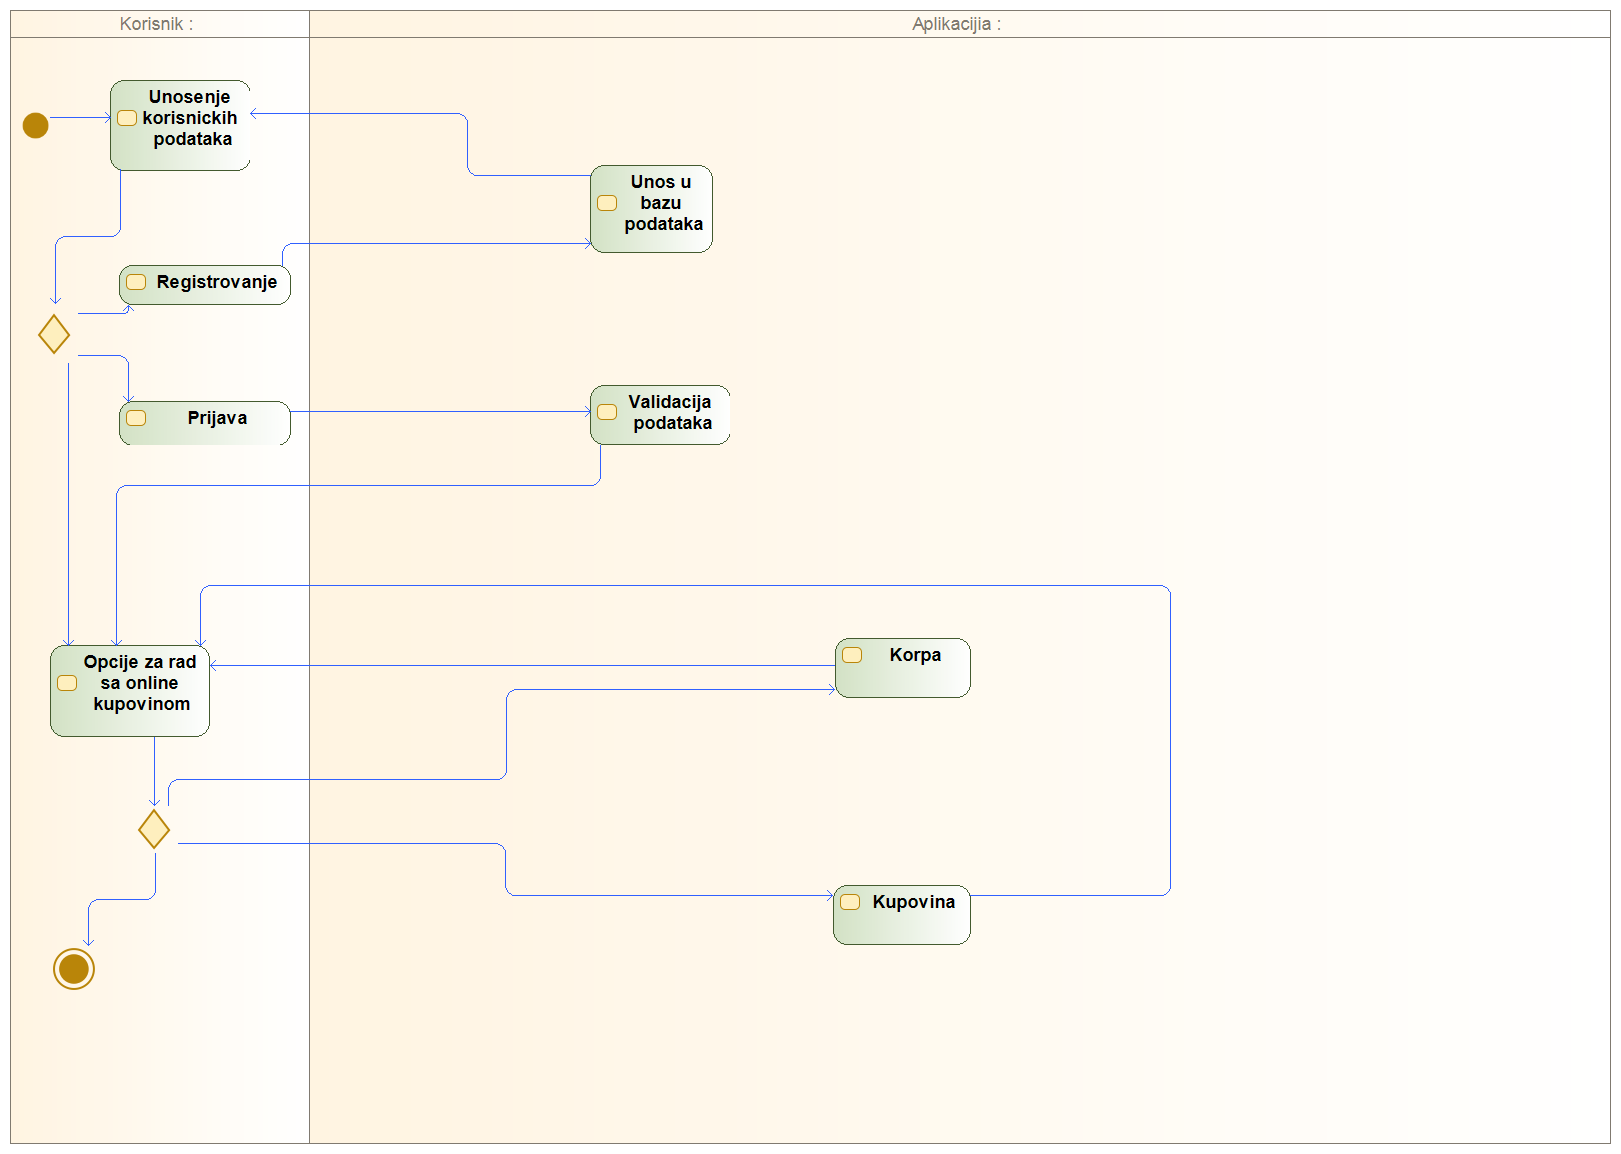 Korisnik :
Aplikacijia :
Unosenje
korisnickih
podataka
Unos u
bazu
podataka
Registrovanje
Prijava
Validacija
podataka
Opcije za rad
sa online
kupovinom
Korpa
Kupovina